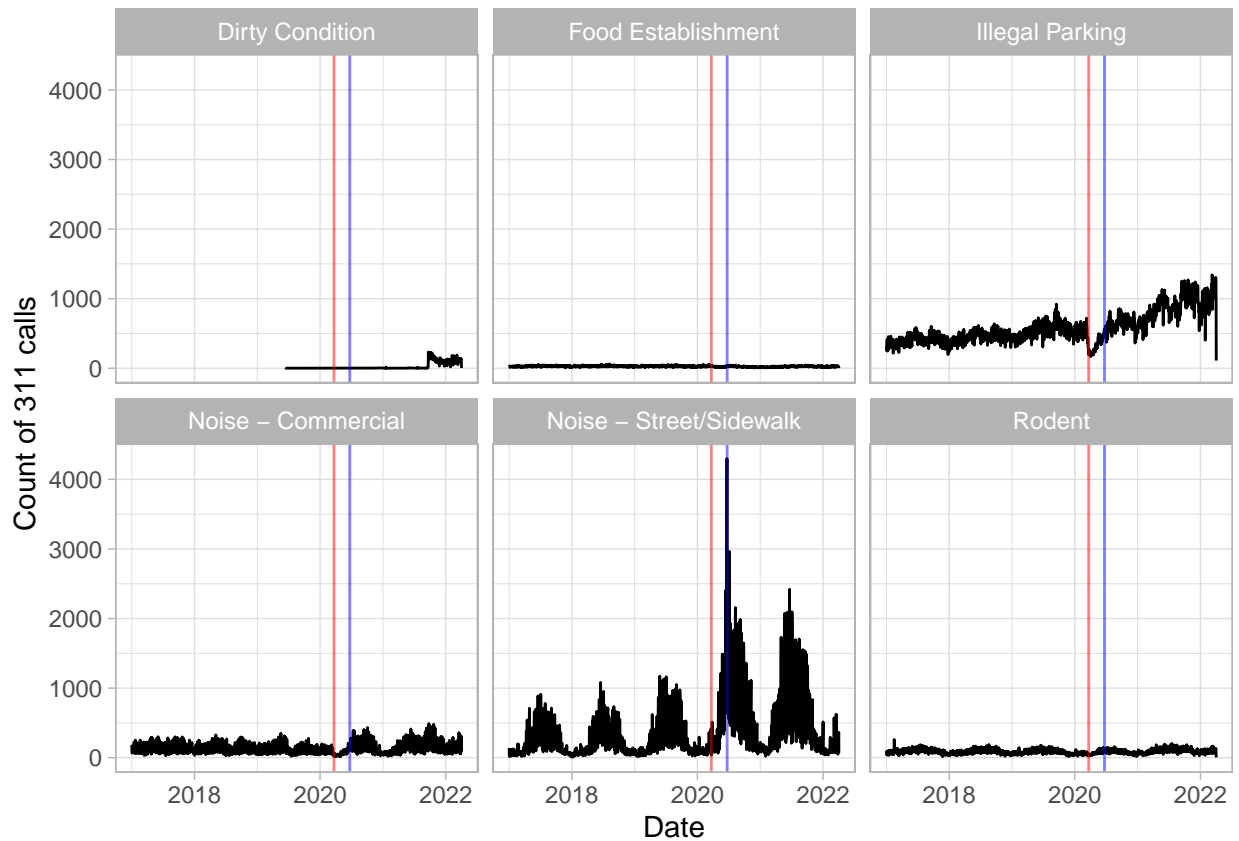 Dirty Condition
Food Establishment
Illegal Parking
4000
3000
2000
1000
0
Noise − Commercial
Noise − Street/Sidewalk
Rodent
4000
3000
2000
1000
0
2018
2020
2022
2018
2020
2022
2018
2020
2022
Date
Count of 311 calls